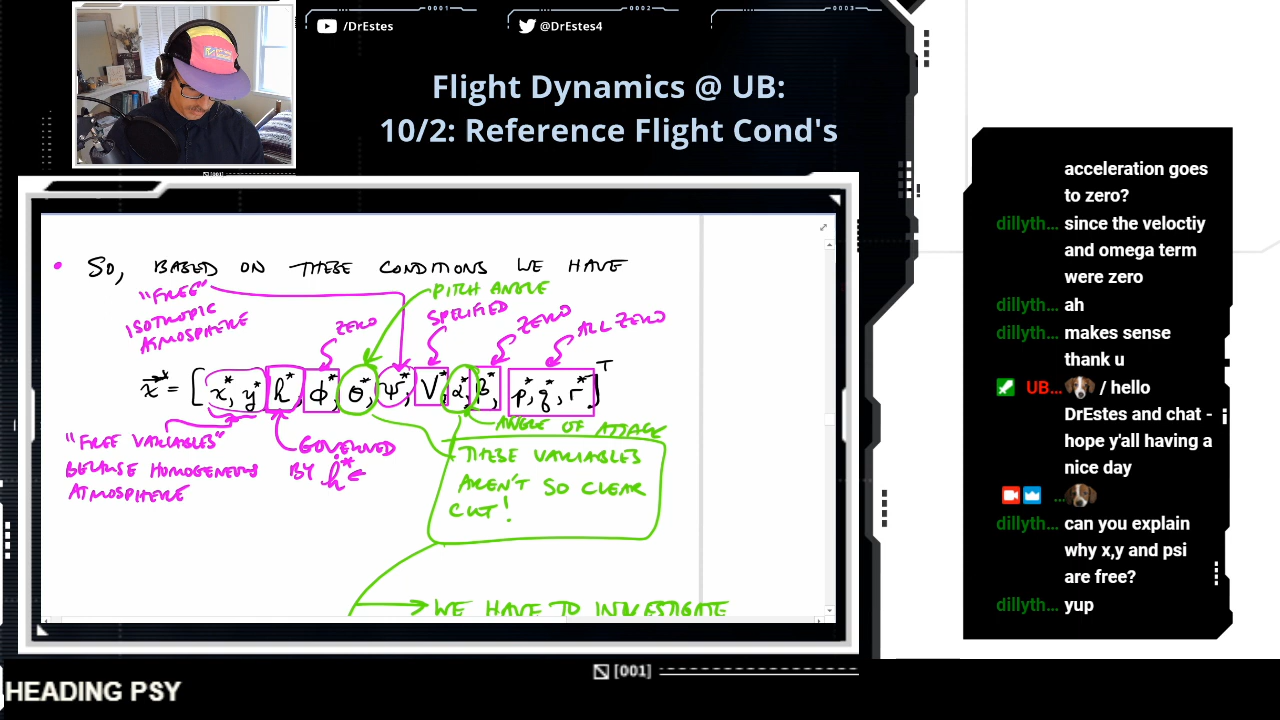 0001
0002
0003
/DrEstes
@DrEstes4
Flight Dynamics @ UB:
10/2: Reference Flight Cond's
[001]
• SO, BASED ON THESE CONDITIONS WE HAVE
"FREE"
ISOTROPIC
ATMOSPHERE
PITCH ANGLE
ZERO
SPECIFIED
ZERO
ALL ZERO
x⃗* = [x*, y*, h*, φ*, θ*, ψ*, V*, α*, β*, p*, q*, r*]ᵀ
"FREE VARIABLES"
BECAUSE HOMOGENEOUS
ATMOSPHERE
GOVERNED
BY ḣ*ϵ
ANGLE OF ATTACK
THESE VARIABLES
AREN'T SO CLEAR
CUT!
WE HAVE TO INVESTIGATE
acceleration goes
to zero?
dillyth… since the veloctiy
and omega term
were zero
dillyth… ah
dillyth… makes sense
thank u
UB… / hello
DrEstes and chat -
hope y'all having a
nice day
…
dillyth… can you explain
why x,y and psi
are free?
dillyth… yup
[001]
HEADING PSY